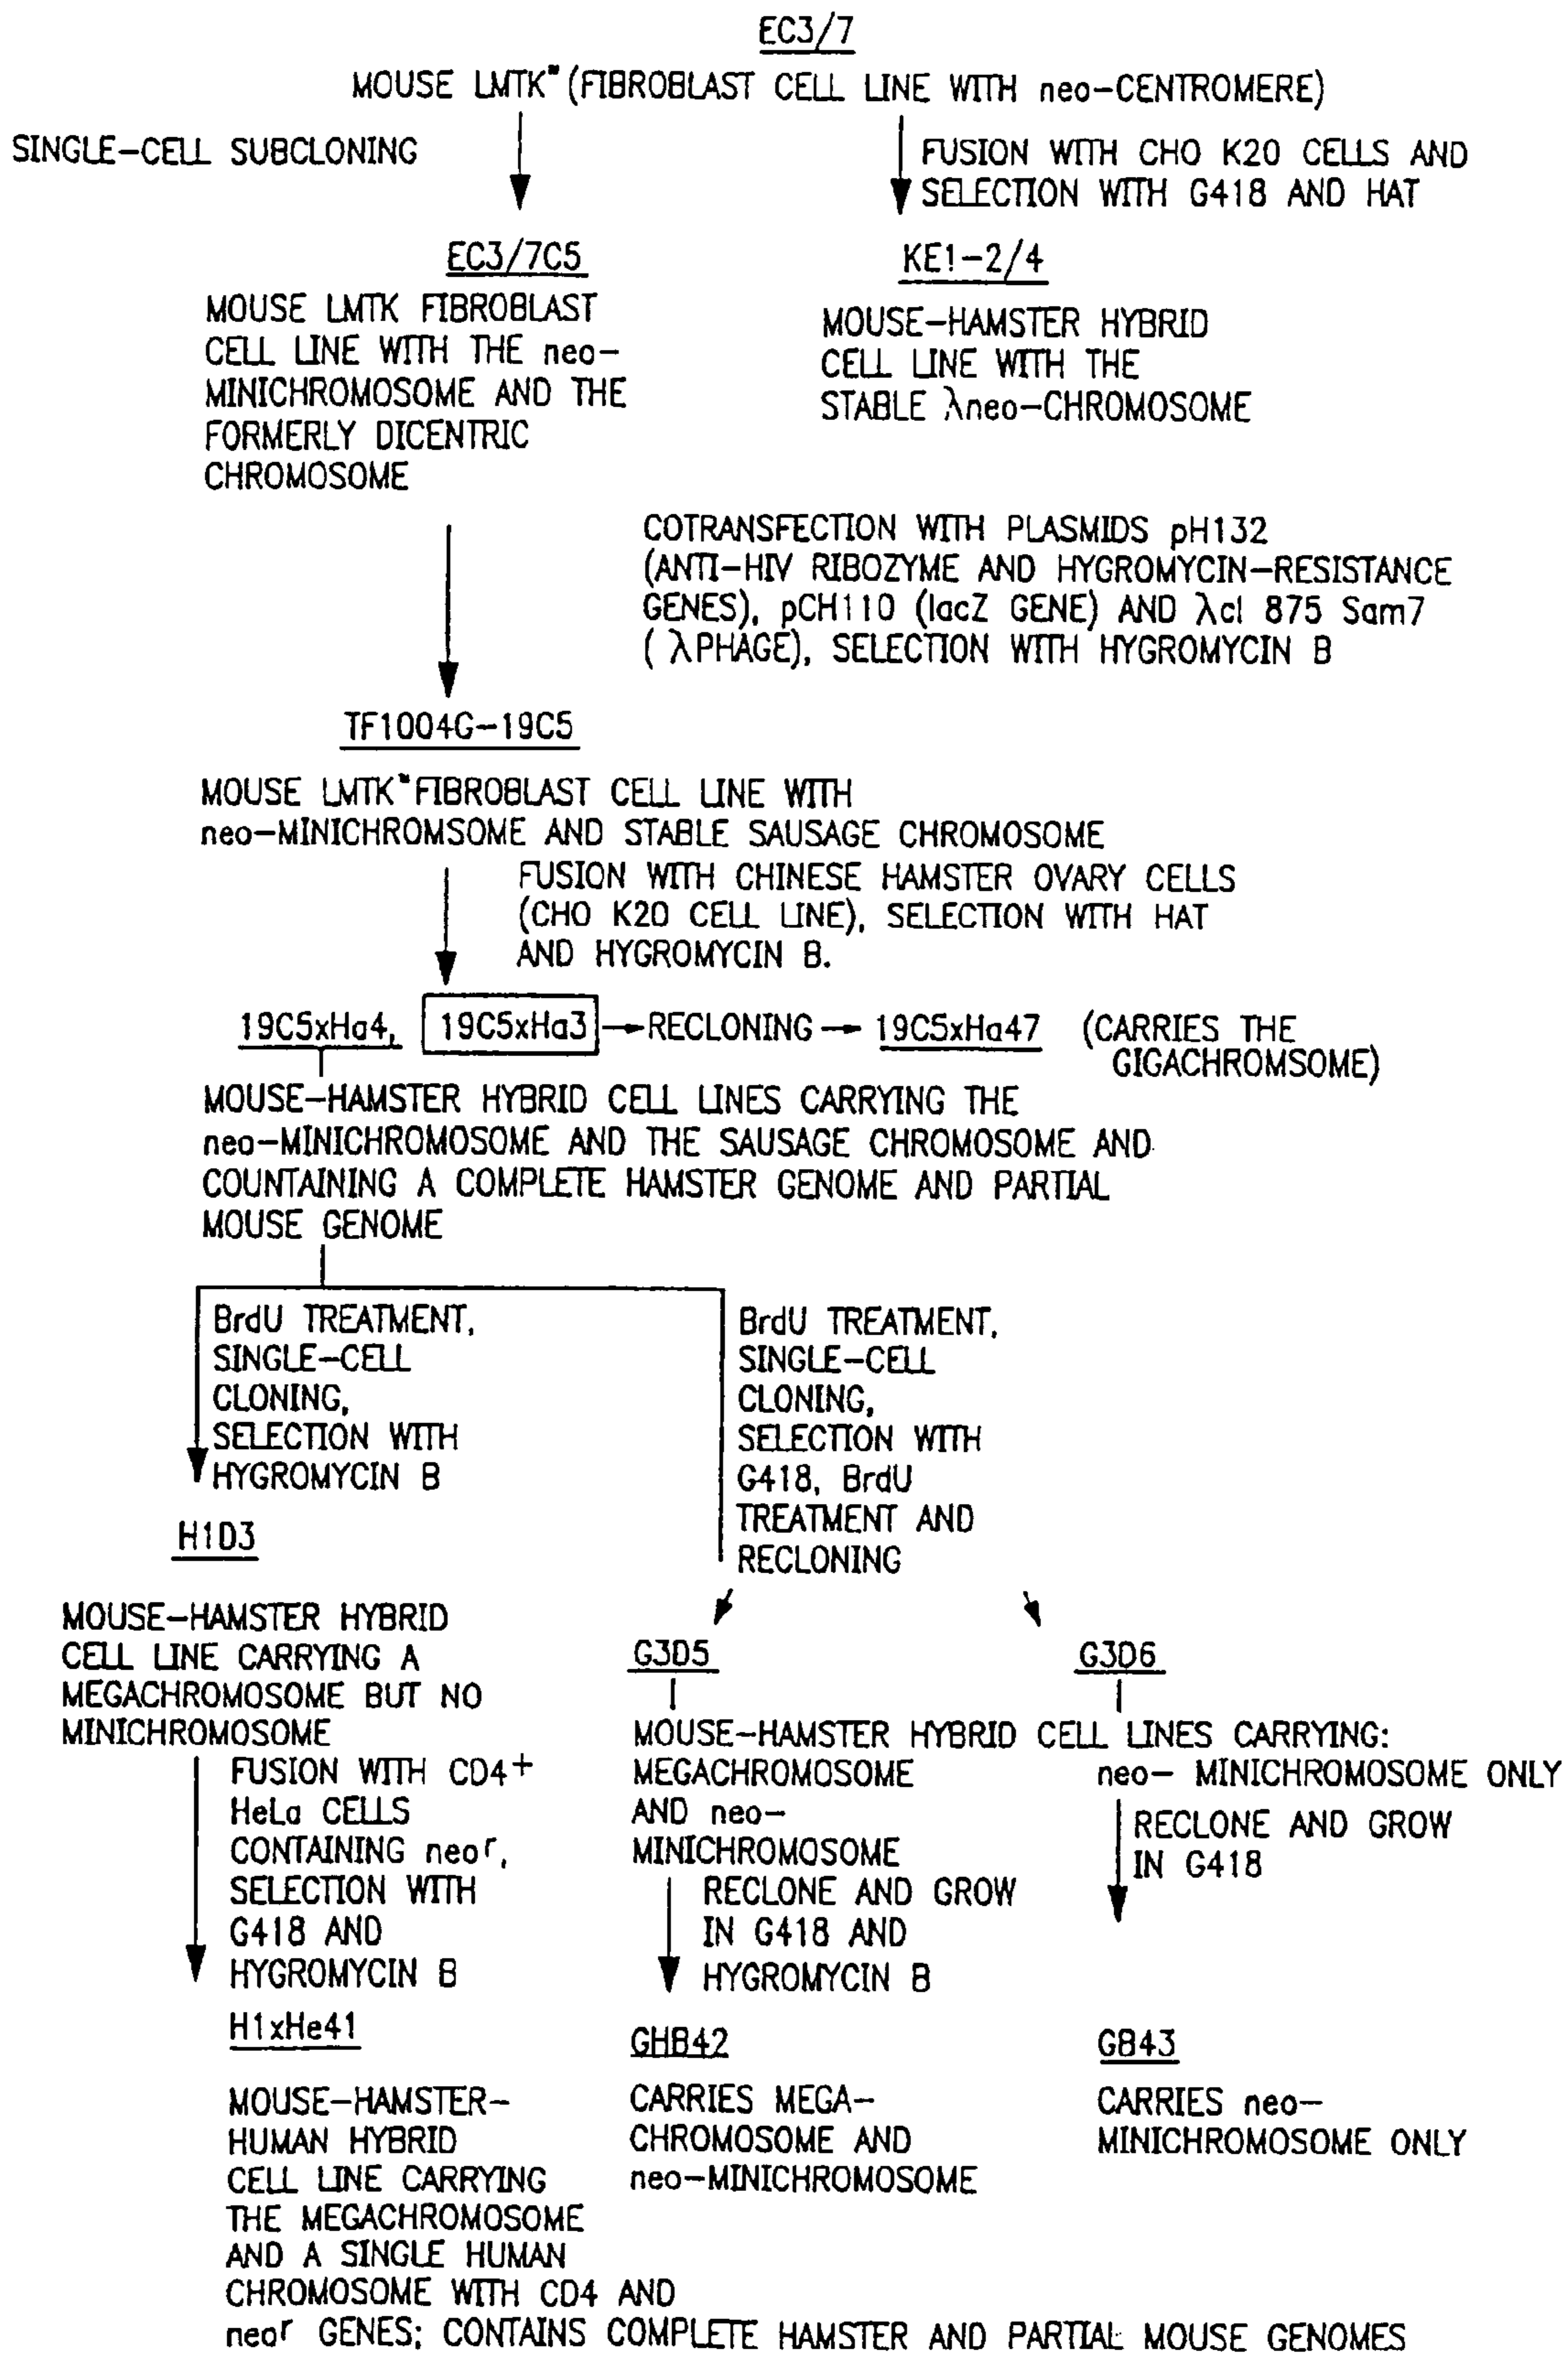 EC3/7
MOUSE LMTK⁻ (FIBROBLAST CELL LINE WITH neo-CENTROMERE)
SINGLE-CELL SUBCLONING
FUSION WITH CHO K20 CELLS AND
SELECTION WITH G418 AND HAT
EC3/7C5
MOUSE LMTK FIBROBLAST
CELL LINE WITH THE neo-
MINICHROMOSOME AND THE
FORMERLY DICENTRIC
CHROMOSOME
KE1-2/4
MOUSE-HAMSTER HYBRID
CELL LINE WITH THE
STABLE λneo-CHROMOSOME
COTRANSFECTION WITH PLASMIDS pH132
(ANTI-HIV RIBOZYME AND HYGROMYCIN-RESISTANCE
GENES), pCH110 (lacZ GENE) AND λcl 875 Sam7
( λPHAGE), SELECTION WITH HYGROMYCIN B
TF1004G-19C5
MOUSE LMTK⁻ FIBROBLAST CELL LINE WITH
neo-MINICHROMSOME AND STABLE SAUSAGE CHROMOSOME
FUSION WITH CHINESE HAMSTER OVARY CELLS
(CHO K20 CELL LINE), SELECTION WITH HAT
AND HYGROMYCIN B.
19C5xHa4, 19C5xHa3 RECLONING 19C5xHa47 (CARRIES THE
GIGACHROMSOME)
MOUSE-HAMSTER HYBRID CELL LINES CARRYING THE
neo-MINICHROMOSOME AND THE SAUSAGE CHROMOSOME AND
COUNTAINING A COMPLETE HAMSTER GENOME AND PARTIAL
MOUSE GENOME
BrdU TREATMENT,
SINGLE-CELL
CLONING,
SELECTION WITH
HYGROMYCIN B
BrdU TREATMENT,
SINGLE-CELL
CLONING,
SELECTION WITH
G418, BrdU
TREATMENT AND
RECLONING
H1D3
MOUSE-HAMSTER HYBRID
CELL LINE CARRYING A
MEGACHROMOSOME BUT NO
MINICHROMOSOME
G3D5
G3D6
MOUSE-HAMSTER HYBRID CELL LINES CARRYING:
MEGACHROMOSOME
AND neo-
MINICHROMOSOME
neo- MINICHROMOSOME ONLY
FUSION WITH CD4+
HeLa CELLS
CONTAINING neoʳ,
SELECTION WITH
G418 AND
HYGROMYCIN B
RECLONE AND GROW
IN G418 AND
HYGROMYCIN B
RECLONE AND GROW
IN G418
H1xHe41
MOUSE-HAMSTER-
HUMAN HYBRID
CELL LINE CARRYING
THE MEGACHROMOSOME
AND A SINGLE HUMAN
CHROMOSOME WITH CD4 AND
neoʳ GENES; CONTAINS COMPLETE HAMSTER AND PARTIAL MOUSE GENOMES
GHB42
CARRIES MEGA-
CHROMOSOME AND
neo-MINICHROMOSOME
GB43
CARRIES neo-
MINICHROMOSOME ONLY